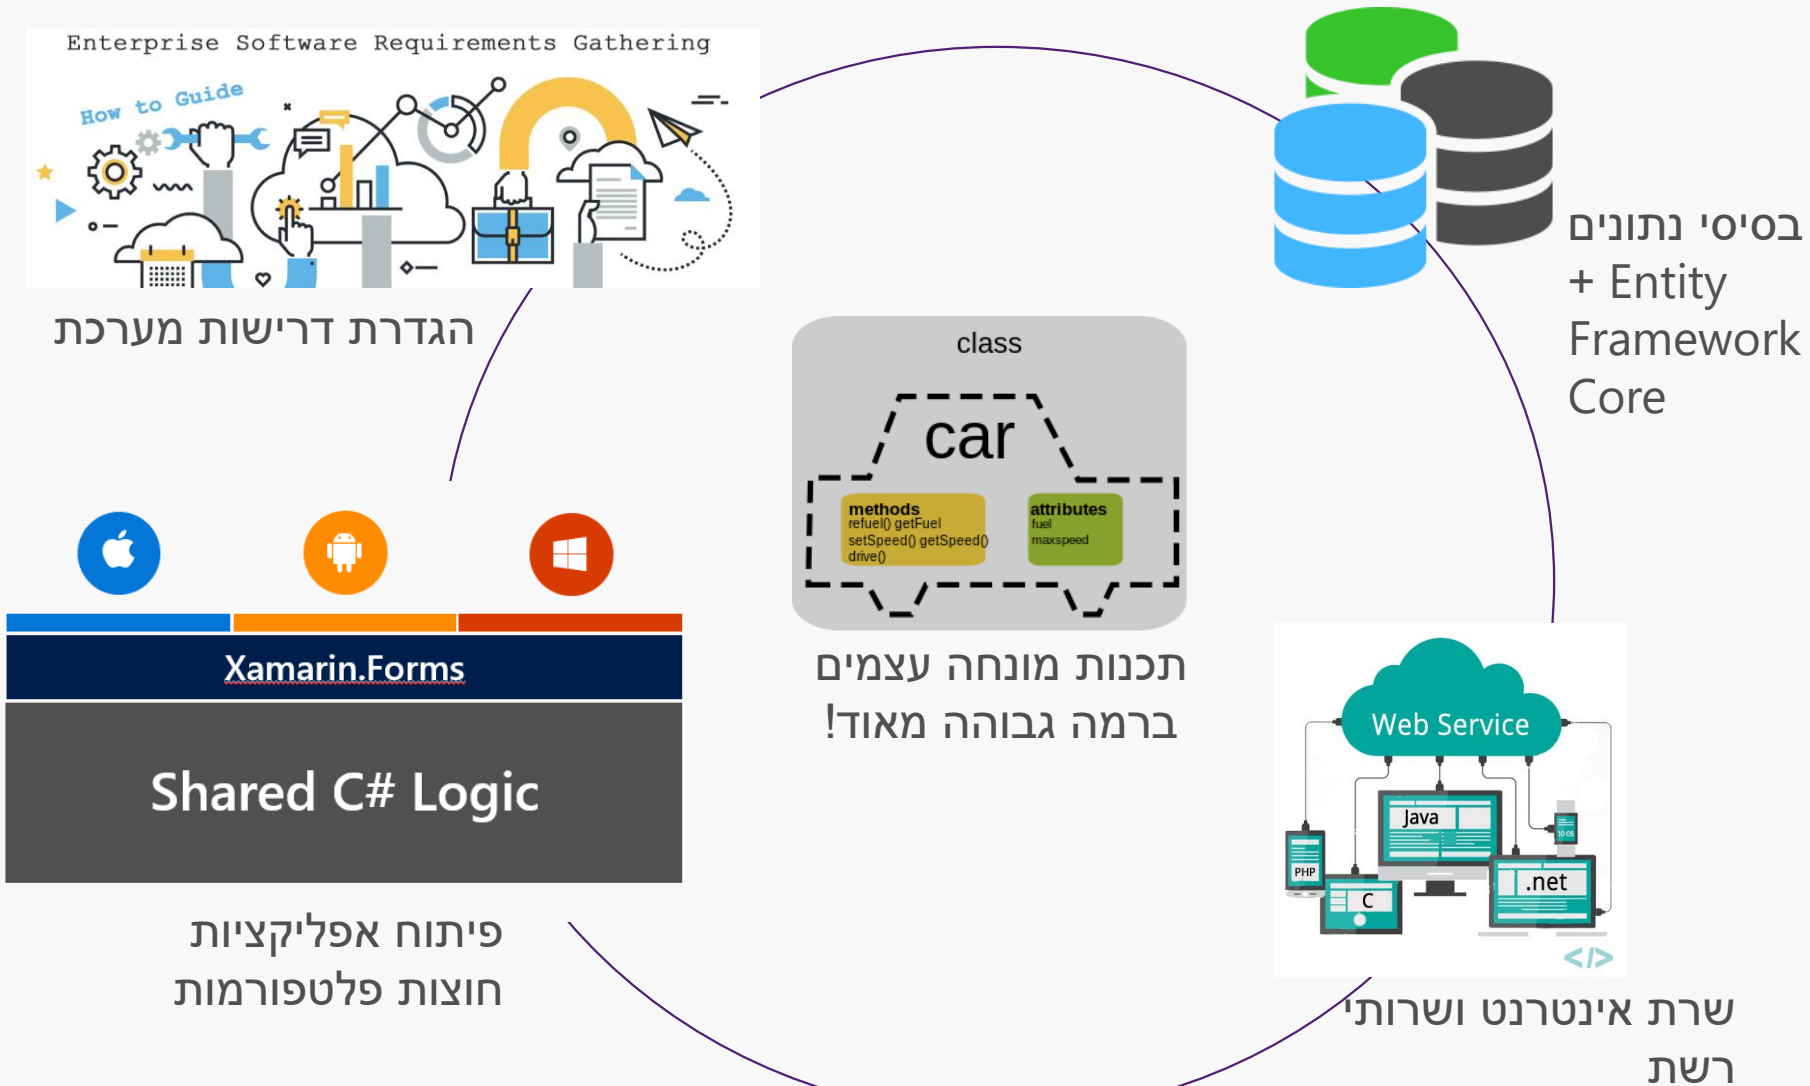 Enterprise Software Requirements Gathering
How to Guide
הגדרת דרישות מערכת
בסיסי נתונים
+ Entity
Framework
Core
class
car
methods
refuel() getFuel
setSpeed() getSpeed()
drive()
attributes
fuel
maxspeed
תכנות מונחה עצמים
ברמה גבוהה מאוד!
Xamarin.Forms
Shared C# Logic
פיתוח אפליקציות
חוצות פלטפורמות
Web Service
Java
10:05
PHP
C
.net
</>
שרת אינטרנט ושרותי
רשת